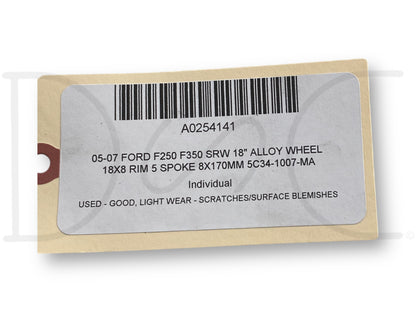 A0254141
05-07 FORD F250 F350 SRW 18" ALLOY WHEEL
18X8 RIM 5 SPOKE 8X170MM 5C34-1007-MA
Individual
USED - GOOD, LIGHT WEAR - SCRATCHES/SURFACE BLEMISHES